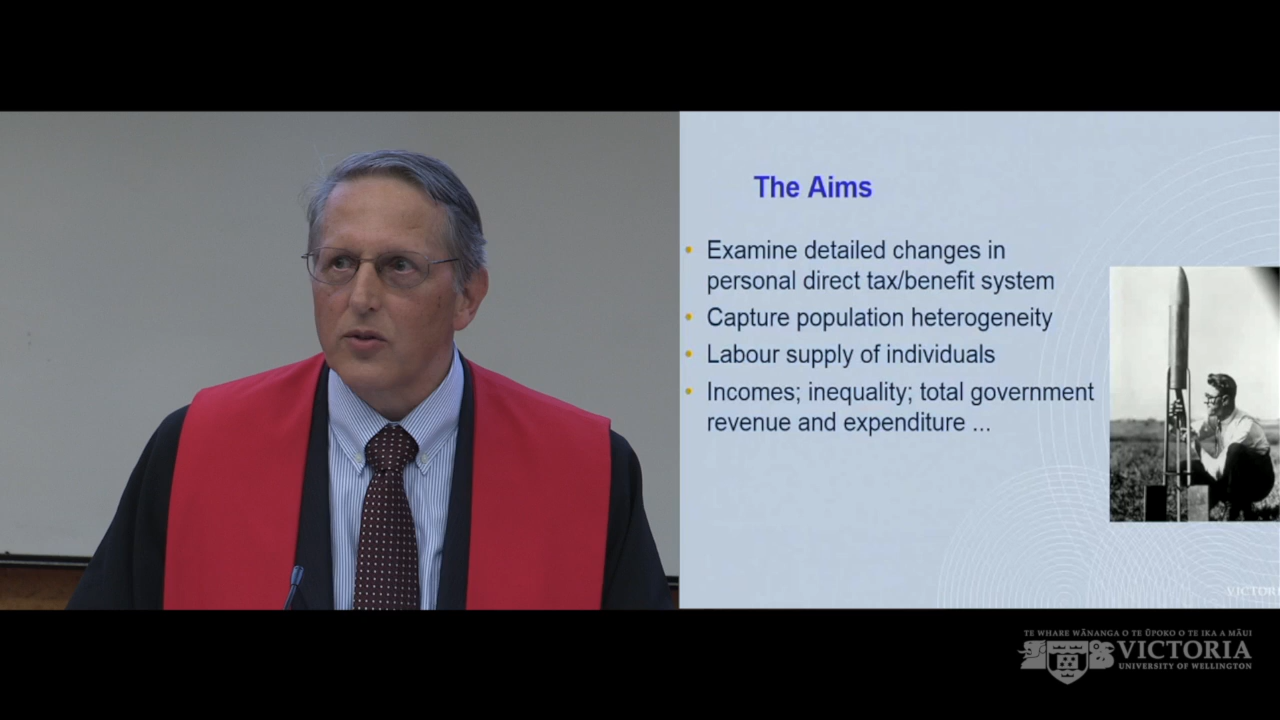 The Aims
• Examine detailed changes in
personal direct tax/benefit system
• Capture population heterogeneity
• Labour supply of individuals
• Incomes; inequality; total government
revenue and expenditure ...
TE WHARE WĀNANGA O TE ŪPOKO O TE IKA A MĀUI
VICTORIA
UNIVERSITY OF WELLINGTON